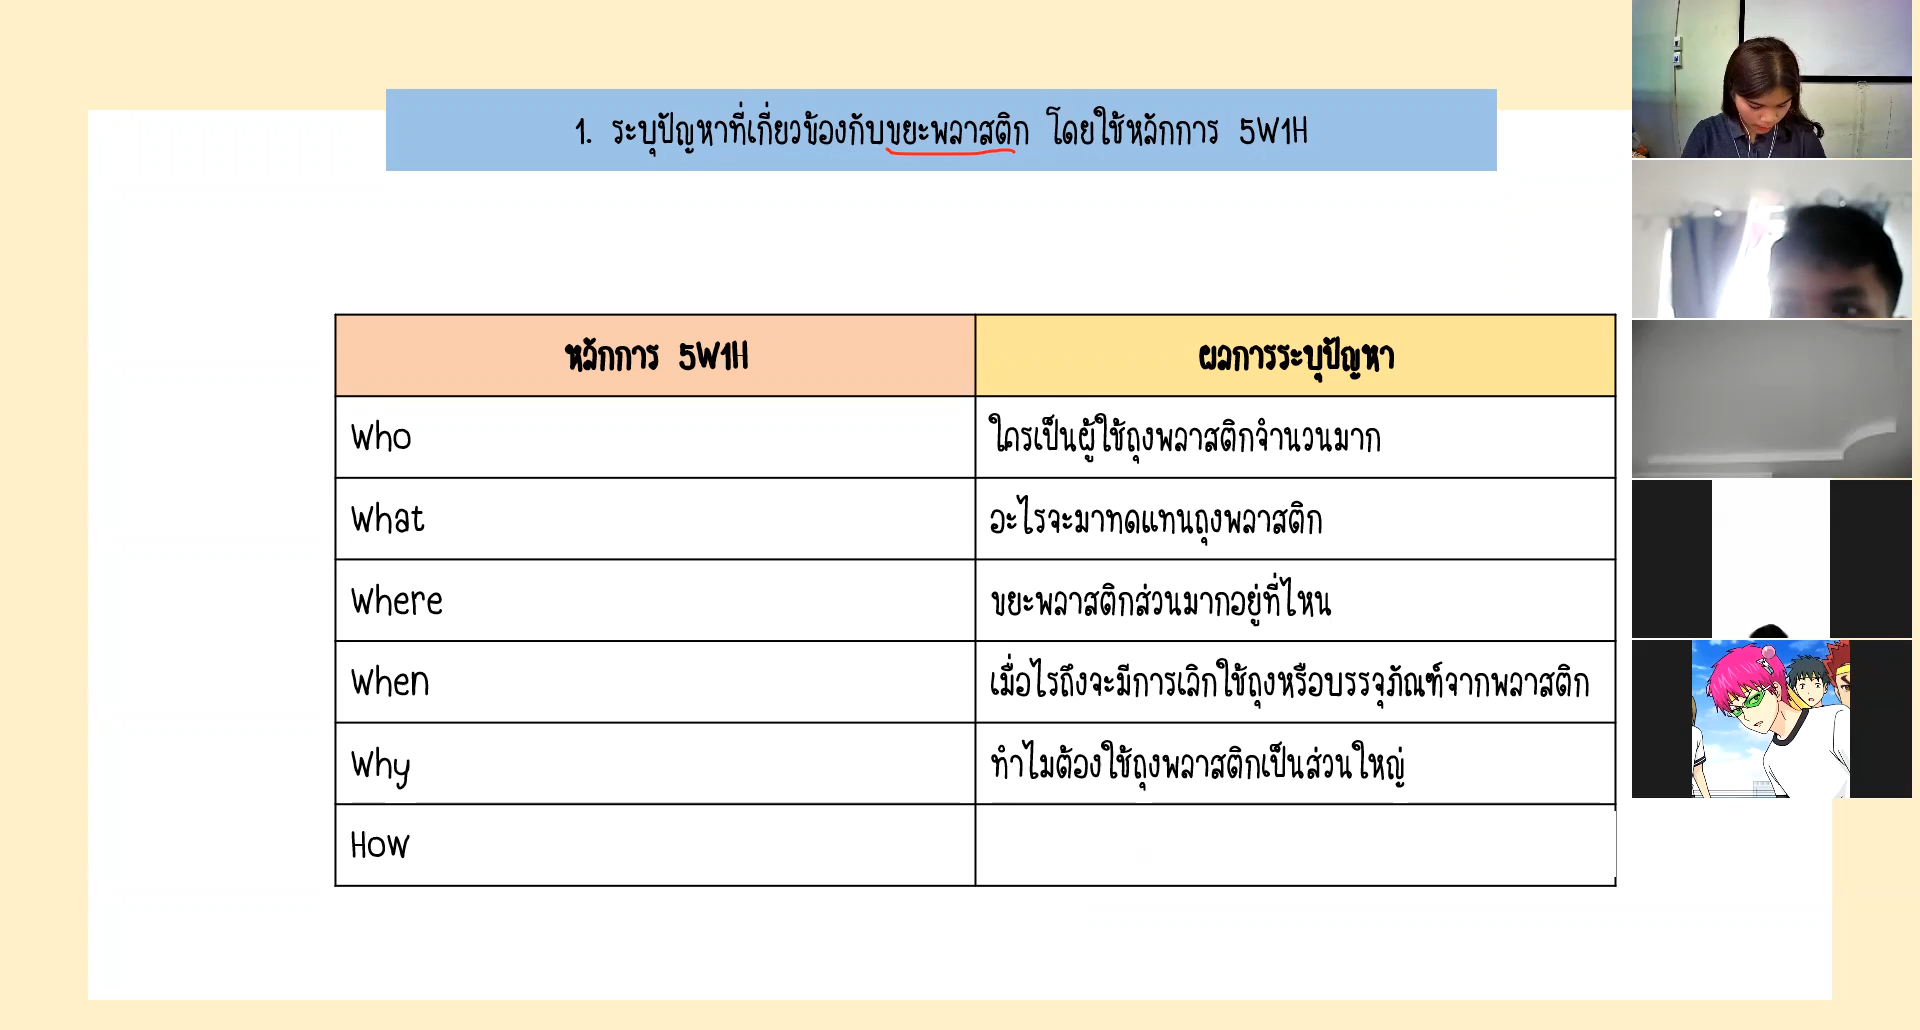 1. ระบุปัญหาที่เกี่ยวข้องกับขยะพลาสติก โดยใช้หลักการ 5W1H
หลักการ 5W1H ผลการระบุปัญหา
Who ใครเป็นผู้ใช้ถุงพลาสติกจำนวนมาก
What อะไรจะมาทดแทนถุงพลาสติก
Where ขยะพลาสติกส่วนมากอยู่ที่ไหน
When เมื่อไรถึงจะมีการเลิกใช้ถุงหรือบรรจุภัณฑ์จากพลาสติก
Why ทำไมต้องใช้ถุงพลาสติกเป็นส่วนใหญ่
How